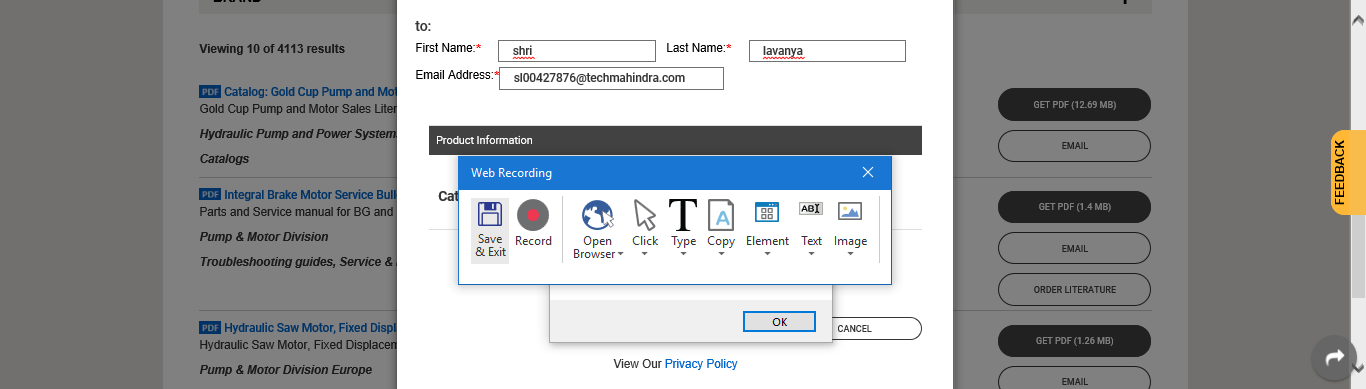 Viewing 10 of 4113 results
PDF Catalog: Gold Cup Pump and Mot
Gold Cup Pump and Motor Sales Liter
Hydraulic Pump and Power System
Catalogs
PDF Integral Brake Motor Service Bull
Parts and Service manual for BG and
Pump & Motor Division
Troubleshooting guides, Service &
PDF Hydraulic Saw Motor, Fixed Displ
Hydraulic Saw Motor, Fixed Displacem
Pump & Motor Division Europe
to:
First Name:* shri Last Name:* lavanya
Email Address:* sl00427876@techmahindra.com
Product Information
Cat
Web Recording
Save & Exit
Record
Open Browser
Click
Type
Copy
Element
Text
Image
OK
CANCEL
View Our Privacy Policy
GET PDF (12.69 MB)
EMAIL
GET PDF (1.4 MB)
EMAIL
ORDER LITERATURE
GET PDF (1.26 MB)
EMAIL
FEEDBACK